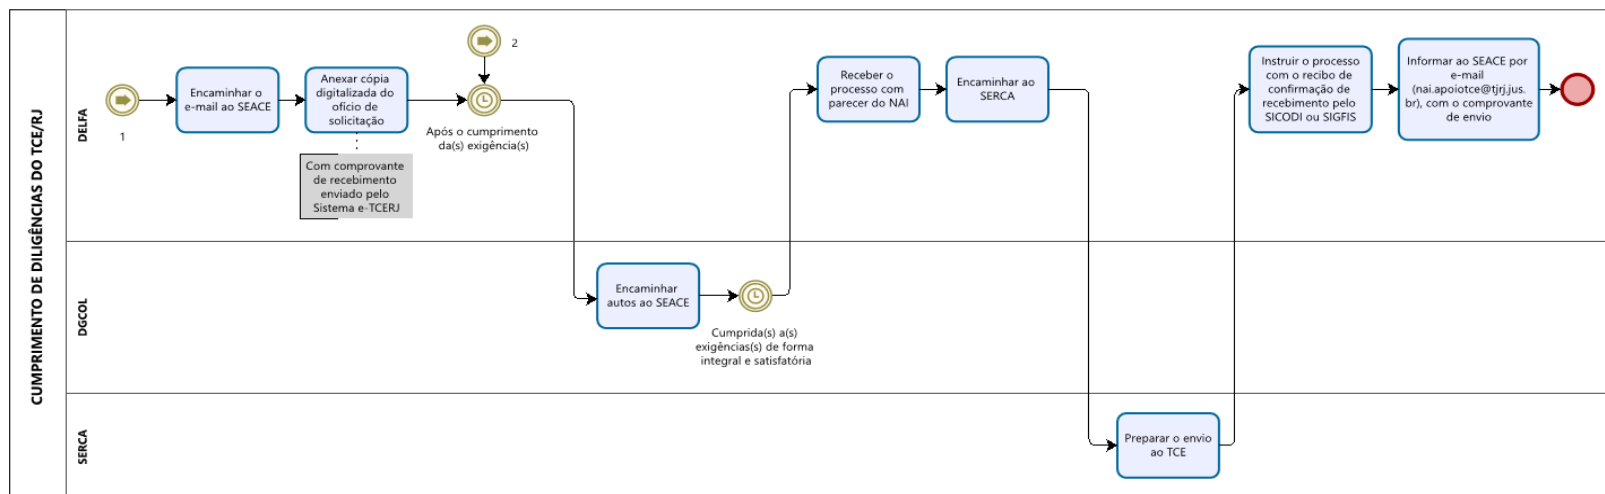 CUMPRIMENTO DE DILIGÊNCIAS DO TCE/RJ
DELFA
1
Encaminhar o
e-mail ao SEACE
Anexar cópia
digitalizada do
ofício de
solicitação
Com comprovante
de recebimento
enviado pelo
Sistema e-TCERJ
2
Após o cumprimento
da(s) exigência(s)
Receber o
processo com
parecer do NAI
Encaminhar ao
SERCA
Instruir o processo
com o recibo de
confirmação de
recebimento pelo
SICODI ou SIGFIS
Informar ao SEACE por
e-mail
(nai.apoiotce@tjrj.jus.
br), com o comprovante
de envio
DGCOL
Encaminhar
autos ao SEACE
Cumprida(s) a(s)
exigências(s) de forma
integral e satisfatória
SERCA
Preparar o envio
ao TCE